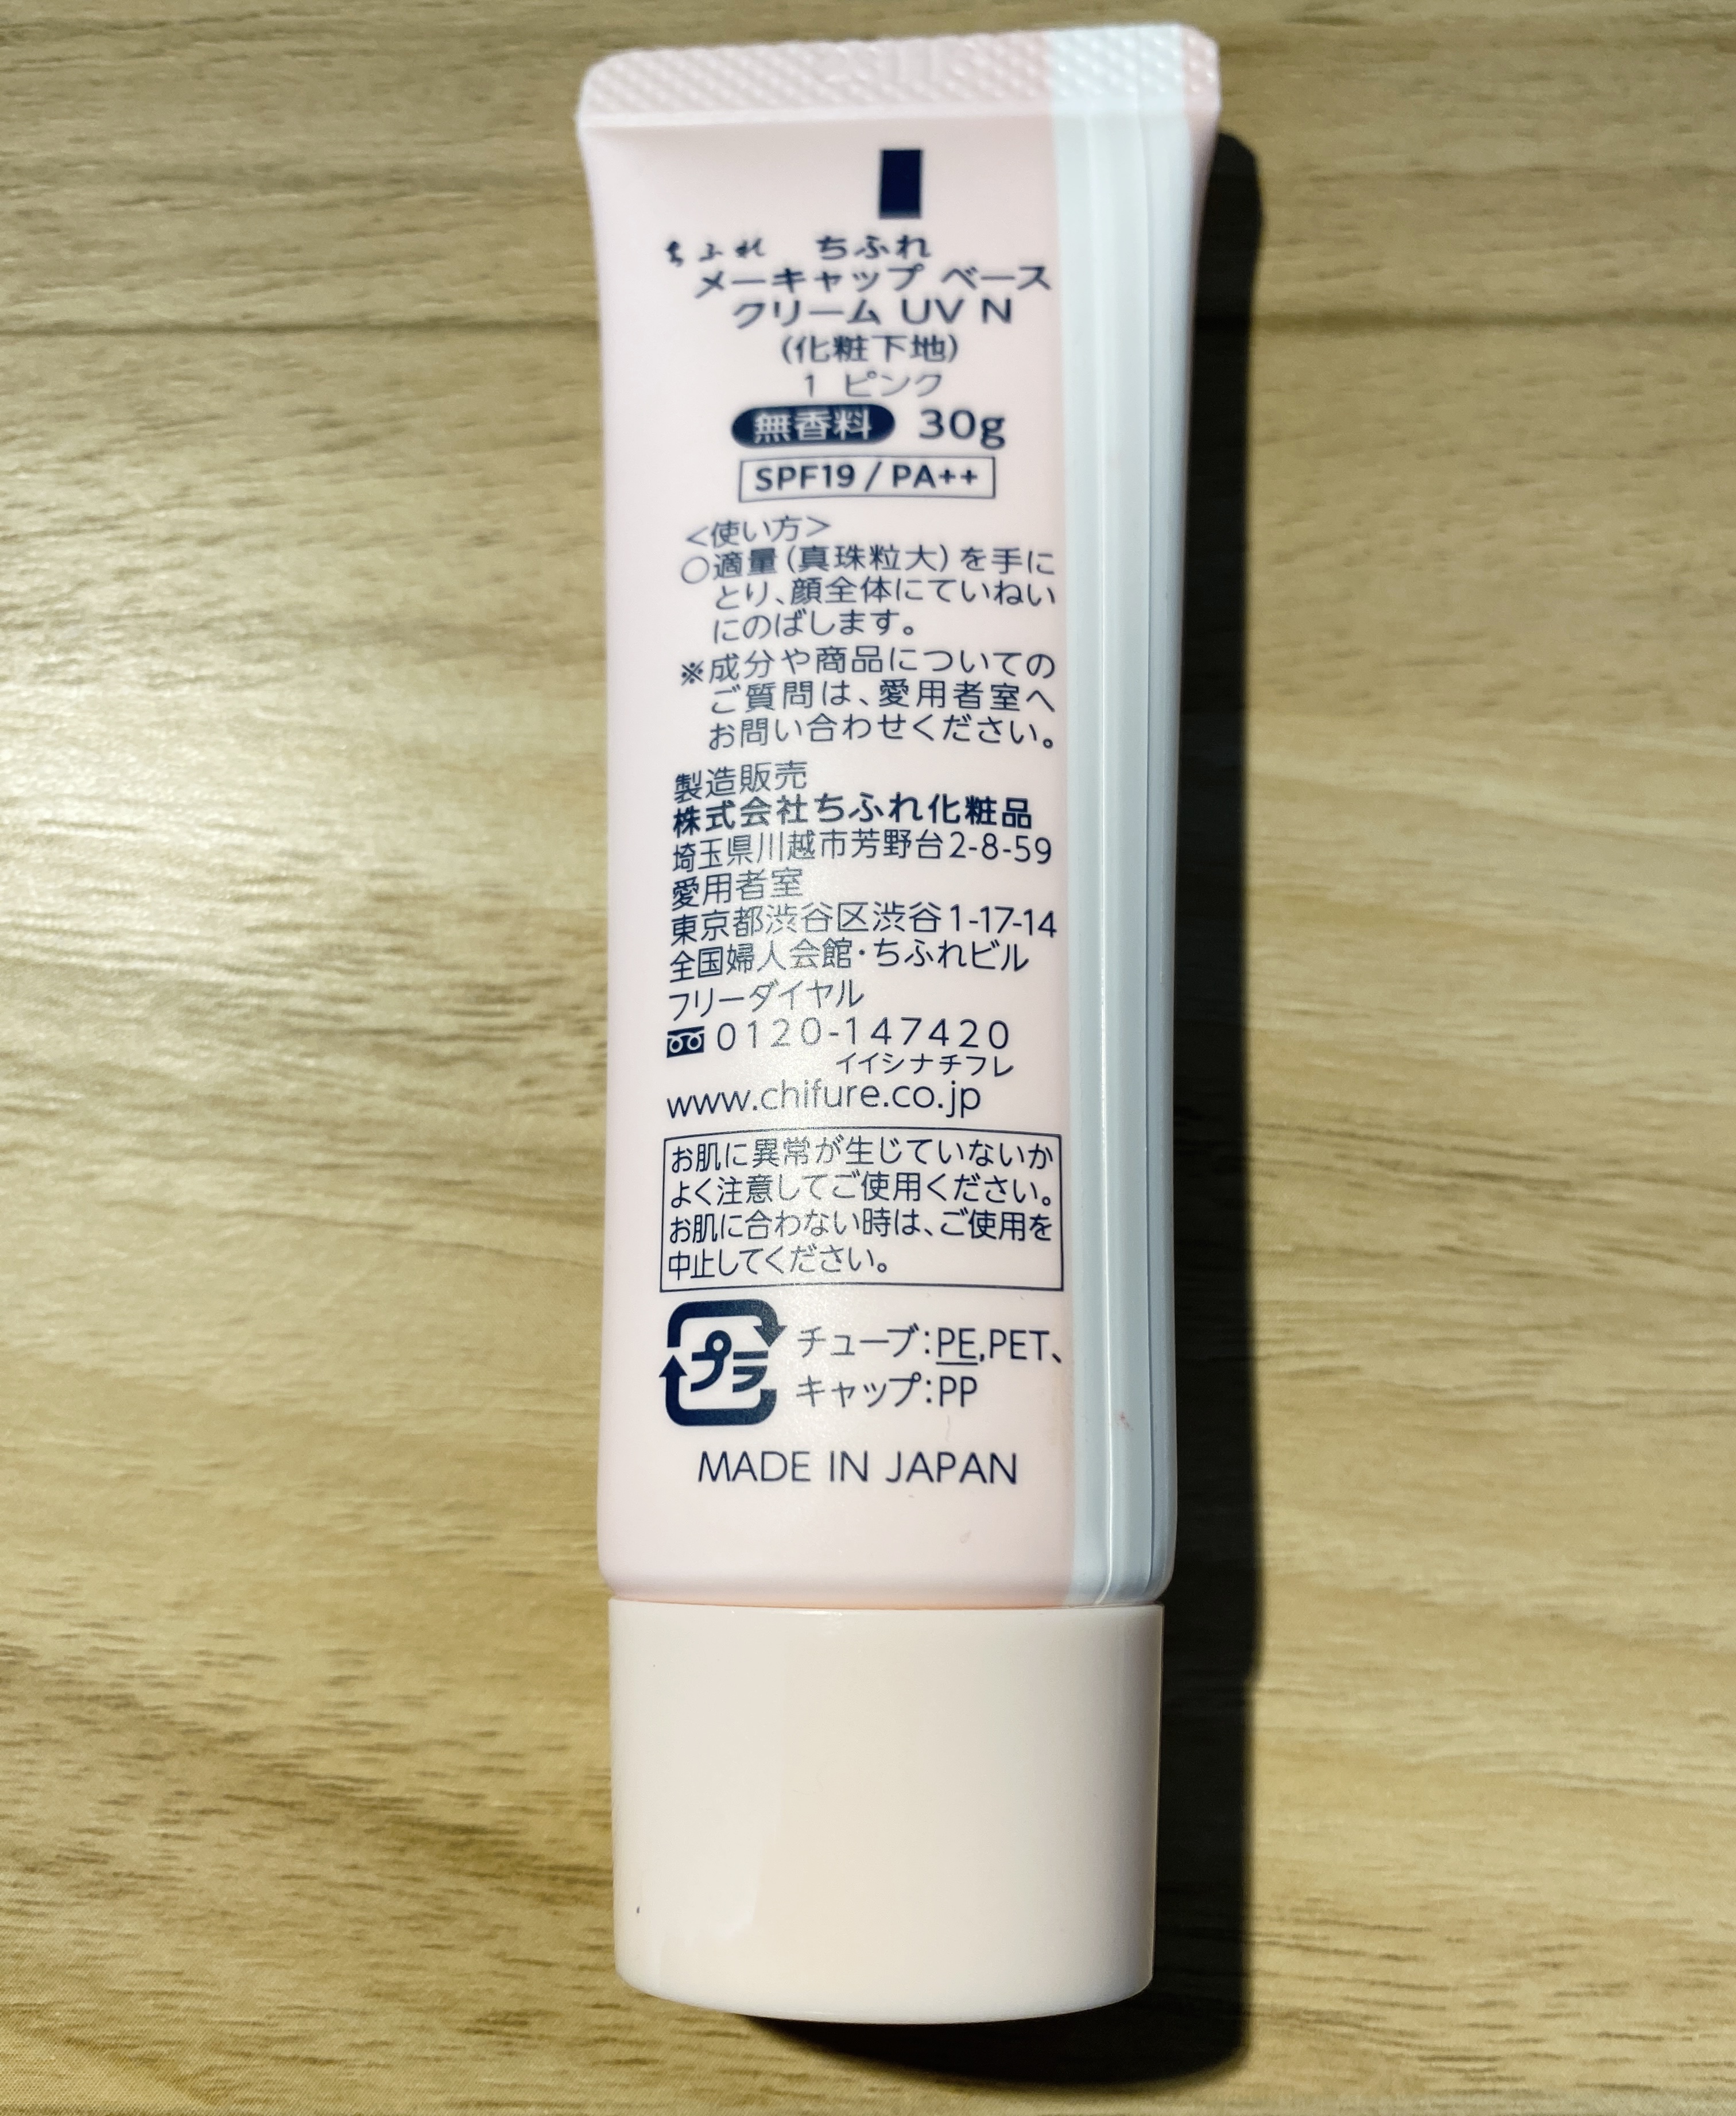 ちふれ ちふれ
メーキャップ ベース
クリーム UV N
(化粧下地)
1 ピンク
無香料 30g
SPF19 / PA++
<使い方>
○適量(真珠粒大)を手に
とり、顔全体にていねい
にのばします。
※成分や商品についての
ご質問は、愛用者室へ
お問い合わせください。
製造販売
株式会社ちふれ化粧品
埼玉県川越市芳野台2-8-59
愛用者室
東京都渋谷区渋谷1-17-14
全国婦人会館・ちふれビル
フリーダイヤル
0120-147420
イイシナチフレ
www.chifure.co.jp
お肌に異常が生じていないか
よく注意してご使用ください。
お肌に合わない時は、ご使用を
中止してください。
プラ チューブ:PE,PET、
キャップ:PP
MADE IN JAPAN